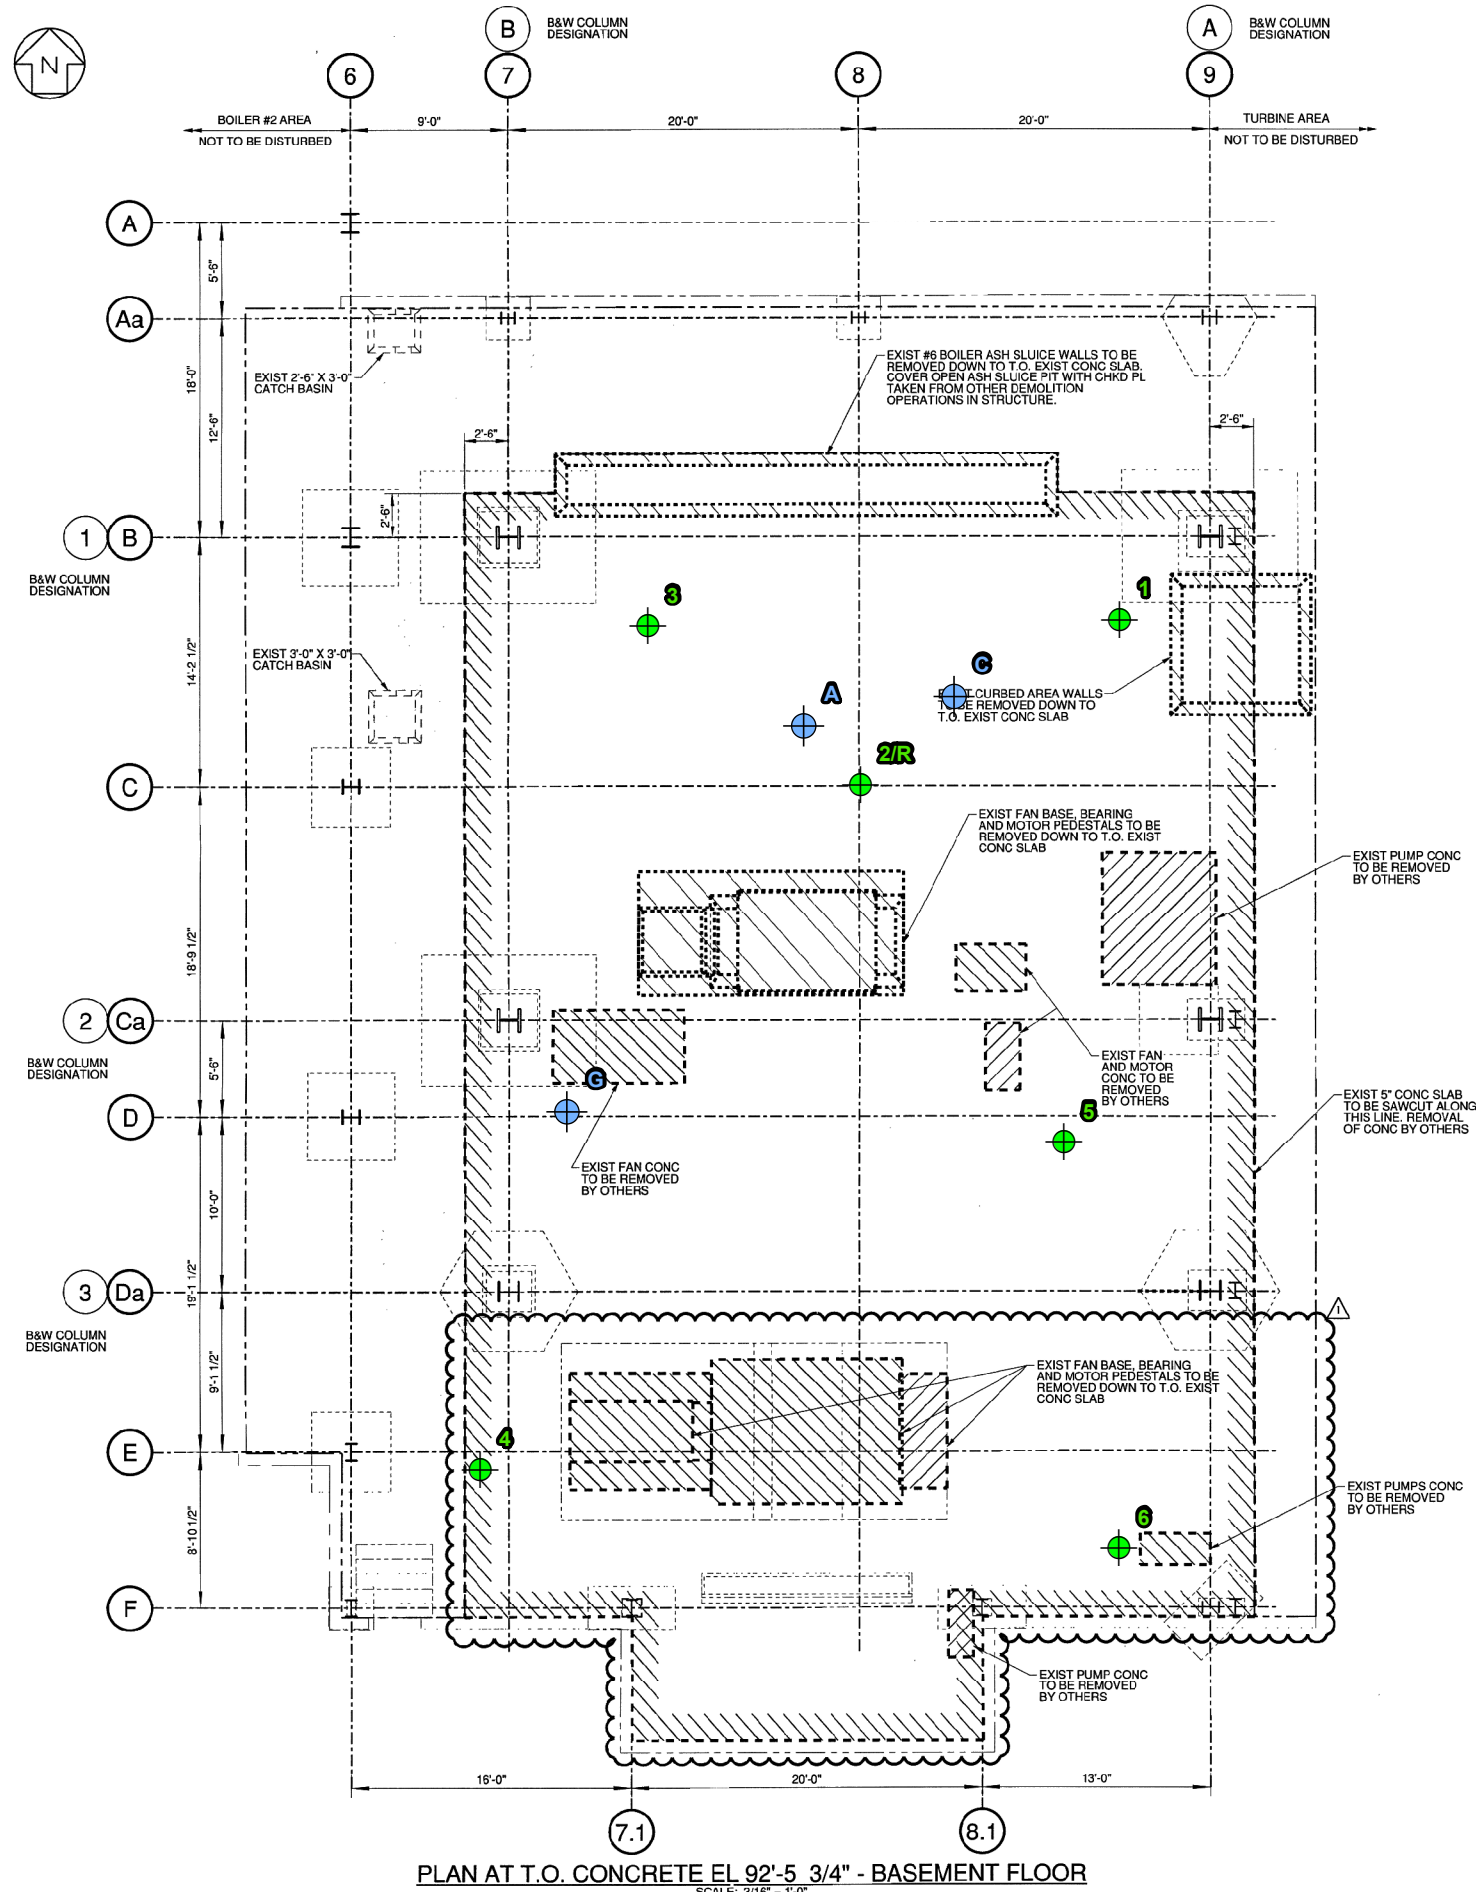 B
B&W COLUMN
DESIGNATION
A
B&W COLUMN
DESIGNATION
N
6
7
8
9
BOILER #2 AREA
NOT TO BE DISTURBED
9'-0"
20'-0"
20'-0"
TURBINE AREA
NOT TO BE DISTURBED
A
5'-6"
Aa
18'-0"
12'-6"
EXIST 2'-6" X 3'-0"
CATCH BASIN
EXIST #6 BOILER ASH SLUICE WALLS TO BE
REMOVED DOWN TO T.O. EXIST CONC SLAB.
COVER OPEN ASH SLUICE PIT WITH CHKD PL
TAKEN FROM OTHER DEMOLITION
OPERATIONS IN STRUCTURE.
2'-6"
2'-6"
2'-6"
1
B
B&W COLUMN
DESIGNATION
3
1
14'-2 1/2"
EXIST 3'-0" X 3'-0"
CATCH BASIN
C
A
CURBED AREA WALLS
BE REMOVED DOWN TO
T.O. EXIST CONC SLAB
2/R
C
EXIST FAN BASE, BEARING
AND MOTOR PEDESTALS TO BE
REMOVED DOWN TO T.O. EXIST
CONC SLAB
EXIST PUMP CONC
TO BE REMOVED
BY OTHERS
18'-9 1/2"
2
Ca
B&W COLUMN
DESIGNATION
5'-6"
G
EXIST FAN
AND MOTOR
CONC TO BE
REMOVED
BY OTHERS
EXIST 5" CONC SLAB
TO BE SAWCUT ALONG
THIS LINE. REMOVAL
OF CONC BY OTHERS
D
5
EXIST FAN CONC
TO BE REMOVED
BY OTHERS
10'-0"
19'-1 1/2"
3
Da
B&W COLUMN
DESIGNATION
1
9'-1 1/2"
EXIST FAN BASE, BEARING
AND MOTOR PEDESTALS TO BE
REMOVED DOWN TO T.O. EXIST
CONC SLAB
E
4
EXIST PUMPS CONC
TO BE REMOVED
BY OTHERS
8'-10 1/2"
6
F
EXIST PUMP CONC
TO BE REMOVED
BY OTHERS
16'-0"
20'-0"
13'-0"
7.1
8.1
PLAN AT T.O. CONCRETE EL 92'-5 3/4" - BASEMENT FLOOR
SCALE: 3/16" = 1'-0"